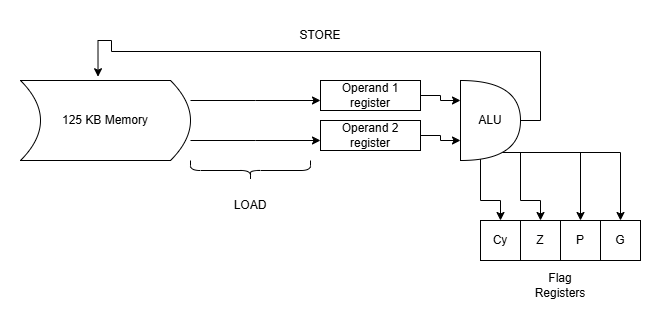 STORE
125 KB Memory
Operand 1
register
Operand 2
register
ALU
LOAD
Cy
Z
P
G
Flag
Registers